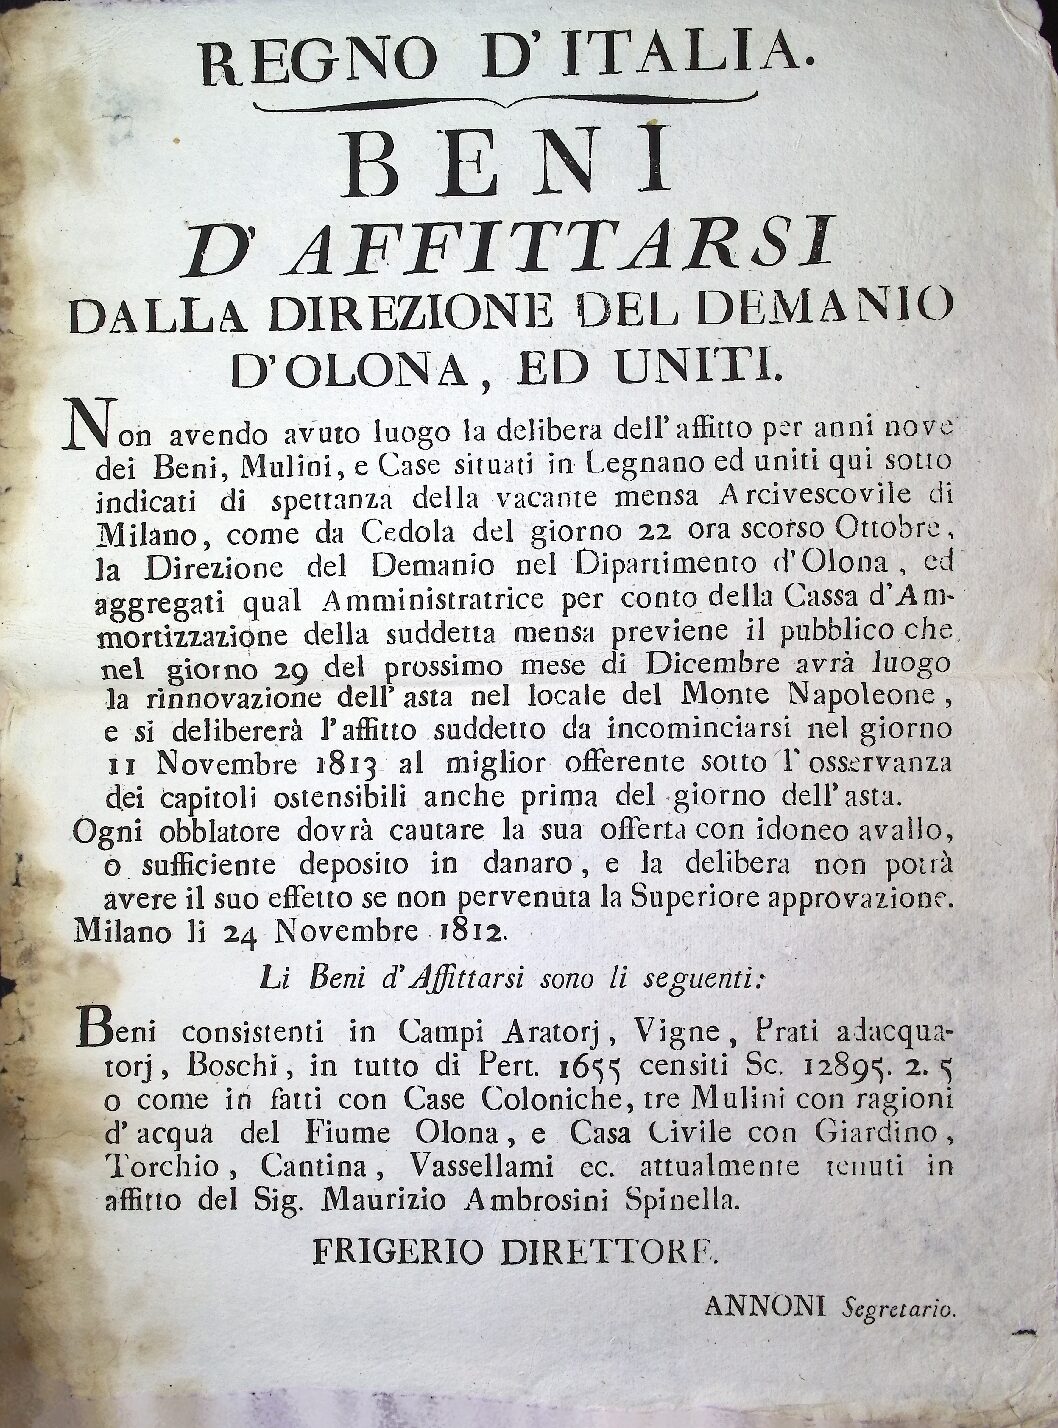 REGNO D'ITALIA.
BENI
D'AFFITTARSI
DALLA DIREZIONE DEL DEMANIO
D'OLONA, ED UNITI.
Non avendo avuto luogo la delibera dell'affitto per anni nove
dei Beni, Mulini, e Case situati in Legnano ed uniti qui sotto
indicati di spettanza della vacante mensa Arcivescovile di
Milano, come da Cedola del giorno 22 ora scorso Ottobre,
la Direzione del Demanio nel Dipartimento d'Olona, ed
aggregati qual Amministratrice per conto della Cassa d'Am-
mortizzazione della suddetta mensa previene il pubblico che
nel giorno 29 del prossimo mese di Dicembre avrà luogo
la rinnovazione dell'asta nel locale del Monte Napoleone,
e si delibererà l'affitto suddetto da incominciarsi nel giorno
11 Novembre 1813 al miglior offerente sotto l'osservanza
dei capitoli ostensibili anche prima del giorno dell'asta.
Ogni obblatore dovrà cautare la sua offerta con idoneo avallo,
o sufficiente deposito in danaro, e la delibera non potrà
avere il suo effetto se non pervenuta la Superiore approvazione.
Milano li 24 Novembre 1812.
Li Beni d'Affittarsi sono li seguenti:
Beni consistenti in Campi Aratorj, Vigne, Prati adacqua-
torj, Boschi, in tutto di Pert. 1655 censiti Sc. 12895. 2. 5
o come in fatti con Case Coloniche, tre Mulini con ragioni
d'acqua del Fiume Olona, e Casa Civile con Giardino,
Torchio, Cantina, Vassellami ec. attualmente tenuti in
affitto del Sig. Maurizio Ambrosini Spinella.
FRIGERIO DIRETTORE.
ANNONI Segretario.